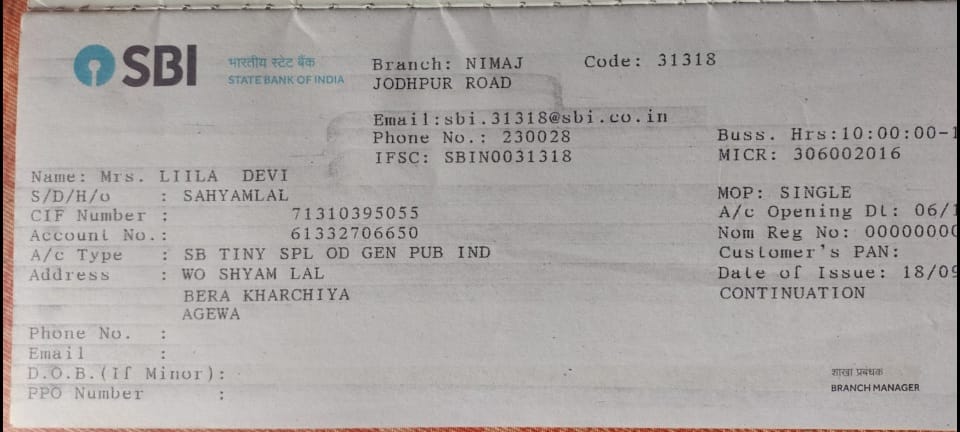 SBI भारतीय स्टेट बैंक
STATE BANK OF INDIA
Branch: NIMAJ Code: 31318
JODHPUR ROAD
Email:sbi.31318@sbi.co.in
Phone No.: 230028 Buss. Hrs:10:00:00-1
IFSC: SBIN0031318 MICR: 306002016
Name: Mrs. LIILA DEVI
S/D/H/o : SAHYAMLAL MOP: SINGLE
CIF Number : 71310395055 A/c Opening Dt: 06/1
Account No.: 61332706650 Nom Reg No: 00000000
A/c Type : SB TINY SPL OD GEN PUB IND Customer's PAN:
Address : WO SHYAM LAL Date of Issue: 18/09
BERA KHARCHIYA CONTINUATION
AGEWA
Phone No. :
Email :
D.O.B.(If Minor):
PPO Number :
शाखा प्रबंधक
BRANCH MANAGER